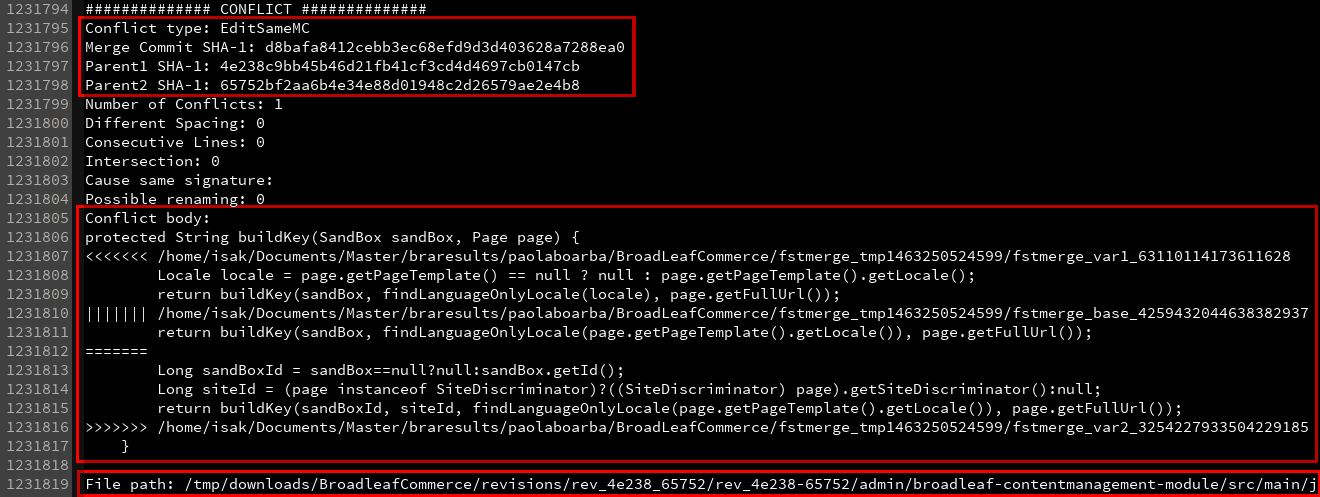 1231794 ############## CONFLICT ##############
1231795 Conflict type: EditSameMC
1231796 Merge Commit SHA-1: d8bafa8412cebb3ec68efd9d3d403628a7288ea0
1231797 Parent1 SHA-1: 4e238c9bb45b46d21fb41cf3cd4d4697cb0147cb
1231798 Parent2 SHA-1: 65752bf2aa6b4e34e88d01948c2d26579ae2e4b8
1231799 Number of Conflicts: 1
1231800 Different Spacing: 0
1231801 Consecutive Lines: 0
1231802 Intersection: 0
1231803 Cause same signature:
1231804 Possible renaming: 0
1231805 Conflict body:
1231806 protected String buildKey(SandBox sandBox, Page page) {
1231807 <<<<<<< /home/isak/Documents/Master/braresults/paolaboarba/BroadLeafCommerce/fstmerge_tmp1463250524599/fstmerge_var1_63110114173611628
1231808         Locale locale = page.getPageTemplate() == null ? null : page.getPageTemplate().getLocale();
1231809         return buildKey(sandBox, findLanguageOnlyLocale(locale), page.getFullUrl());
1231810 ||||||| /home/isak/Documents/Master/braresults/paolaboarba/BroadLeafCommerce/fstmerge_tmp1463250524599/fstmerge_base_4259432044638382937
1231811         return buildKey(sandBox, findLanguageOnlyLocale(page.getPageTemplate().getLocale()), page.getFullUrl());
1231812 =======
1231813         Long sandBoxId = sandBox==null?null:sandBox.getId();
1231814         Long siteId = (page instanceof SiteDiscriminator)?((SiteDiscriminator) page).getSiteDiscriminator():null;
1231815         return buildKey(sandBoxId, siteId, findLanguageOnlyLocale(page.getPageTemplate().getLocale()), page.getFullUrl());
1231816 >>>>>>> /home/isak/Documents/Master/braresults/paolaboarba/BroadLeafCommerce/fstmerge_tmp1463250524599/fstmerge_var2_3254227933504229185
1231817     }
1231818
1231819 File path: /tmp/downloads/BroadleafCommerce/revisions/rev_4e238_65752/rev_4e238-65752/admin/broadleaf-contentmanagement-module/src/main/j